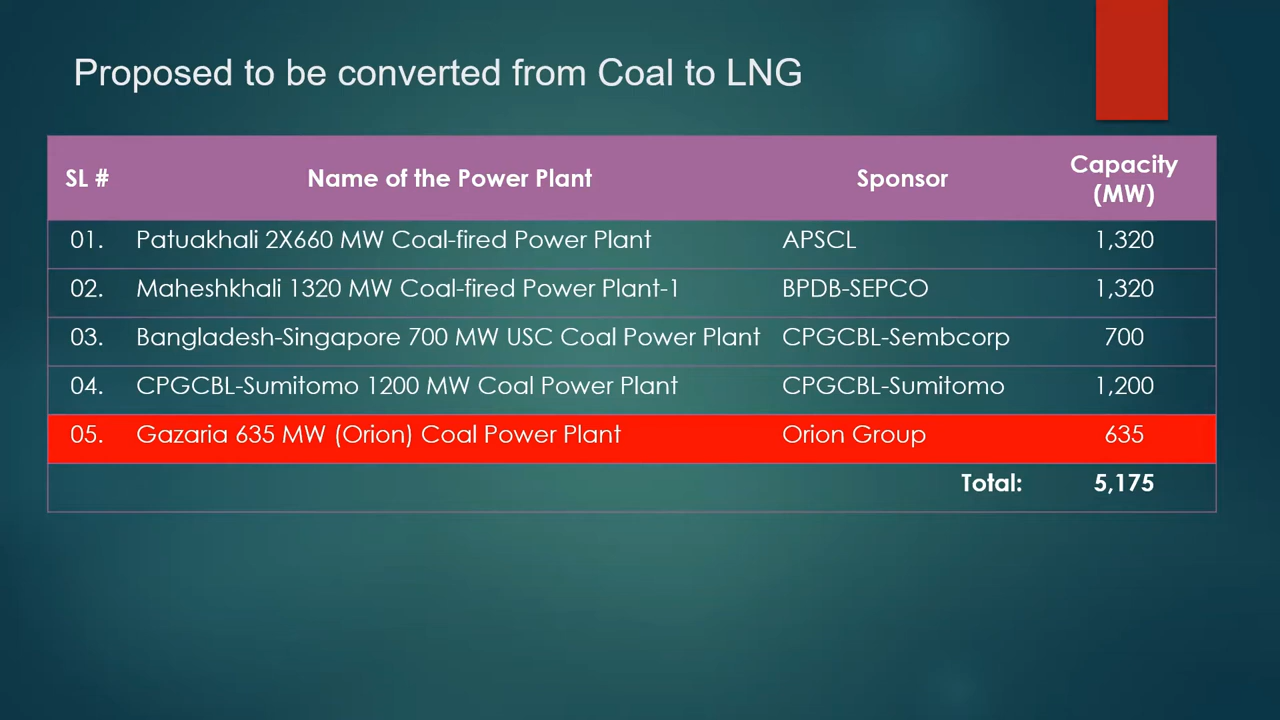 Proposed to be converted from Coal to LNG
SL # Name of the Power Plant Sponsor Capacity (MW)
01. Patuakhali 2X660 MW Coal-fired Power Plant APSCL 1,320
02. Maheshkhali 1320 MW Coal-fired Power Plant-1 BPDB-SEPCO 1,320
03. Bangladesh-Singapore 700 MW USC Coal Power Plant CPGCBL-Sembcorp 700
04. CPGCBL-Sumitomo 1200 MW Coal Power Plant CPGCBL-Sumitomo 1,200
05. Gazaria 635 MW (Orion) Coal Power Plant Orion Group 635
Total: 5,175